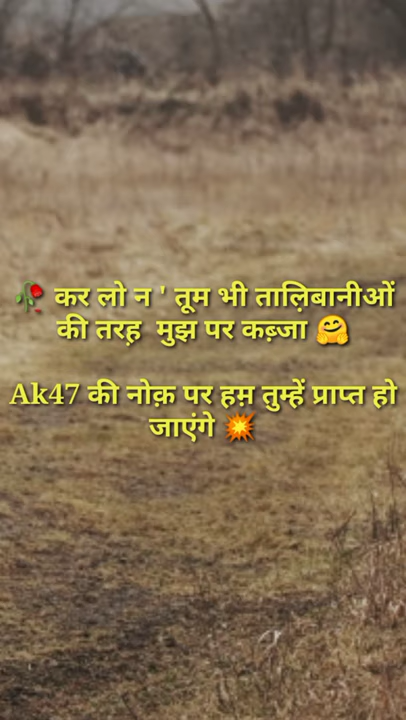 🥀 कर लो न ' तूम भी ताल़िबानीओं
की तरह़ मुझ पर कब़्जा 🤗
Ak47 की नोक़ पर हम़ तुम्हें प्राप्त हो
जाएंगे 💥